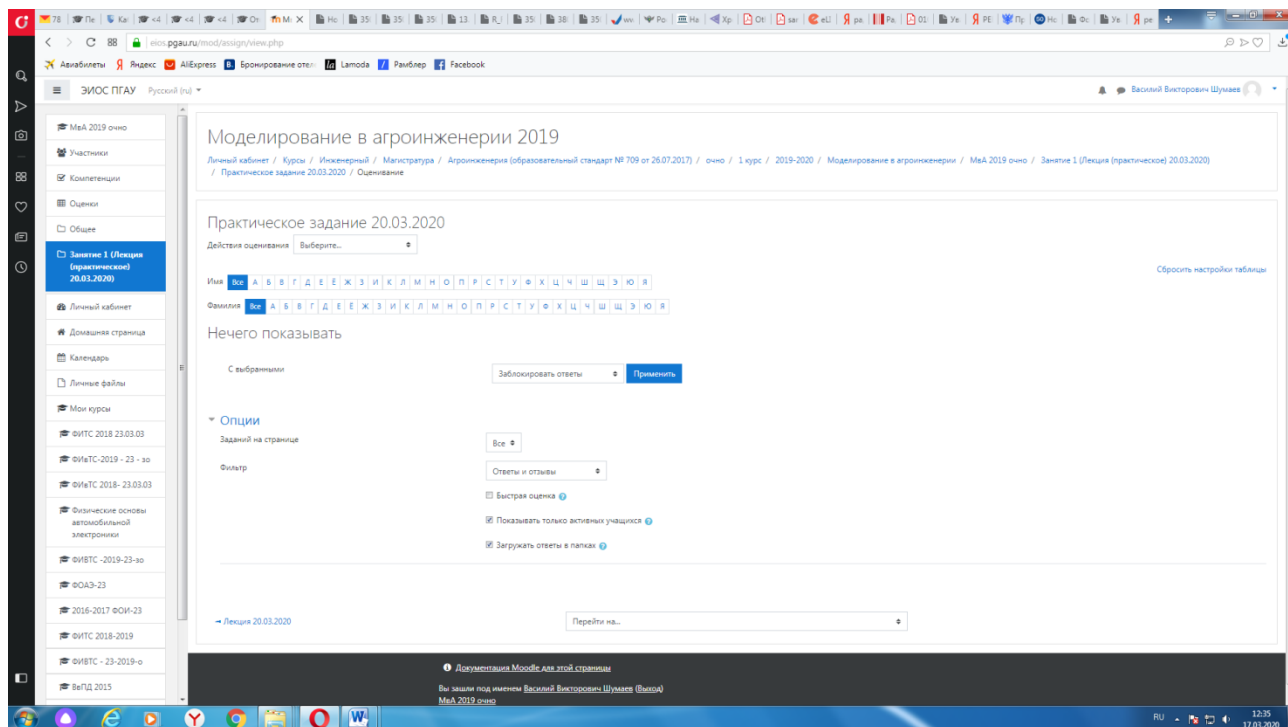 eios.pgau.ru/mod/assign/view.php
Авиабилеты Яндекс AliExpress Бронирование отел Lamoda Рамблер Facebook
ЭИОС ПГАУ Русский (ru)
Василий Викторович Шумаев
МвА 2019 очно
Участники
Компетенции
Оценки
Общее
Занятие 1 (Лекция
(практическое)
20.03.2020)
Личный кабинет
Домашняя страница
Календарь
Личные файлы
Мои курсы
ФИТС 2018 23.03.03
ФИвТС-2019 - 23 - зо
ФИвТС 2018- 23.03.03
Физические основы
автомобильной
электроники
ФИВТС -2019-23-зо
ФОАЭ-23
2016-2017 ФОИ-23
ФИТС 2018-2019
ФИВТС - 23-2019-о
ВвПД 2015
Моделирование в агроинженерии 2019
Личный кабинет / Курсы / Инженерный / Магистратура / Агроинженерия (образовательный стандарт № 709 от 26.07.2017) / очно / 1 курс / 2019-2020 / Моделирование в агроинженерии / МвА 2019 очно / Занятие 1 (Лекция (практическое) 20.03.2020)
/ Практическое задание 20.03.2020 / Оценивание
Практическое задание 20.03.2020
Действия оценивания Выберите...
Сбросить настройки таблицы
Имя Все А Б В Г Д Е Ё Ж З И К Л М Н О П Р С Т У Ф Х Ц Ч Ш Щ Э Ю Я
Фамилия Все А Б В Г Д Е Ё Ж З И К Л М Н О П Р С Т У Ф Х Ц Ч Ш Щ Э Ю Я
Нечего показывать
С выбранными Заблокировать ответы Применить
Опции
Заданий на странице Все
Фильтр Ответы и отзывы
Быстрая оценка
Показывать только активных учащихся
Загружать ответы в папках
→ Лекция 20.03.2020 Перейти на...
Документация Moodle для этой страницы
Вы зашли под именем Василий Викторович Шумаев (Выход)
МвА 2019 очно
RU 12:35
17.03.2020